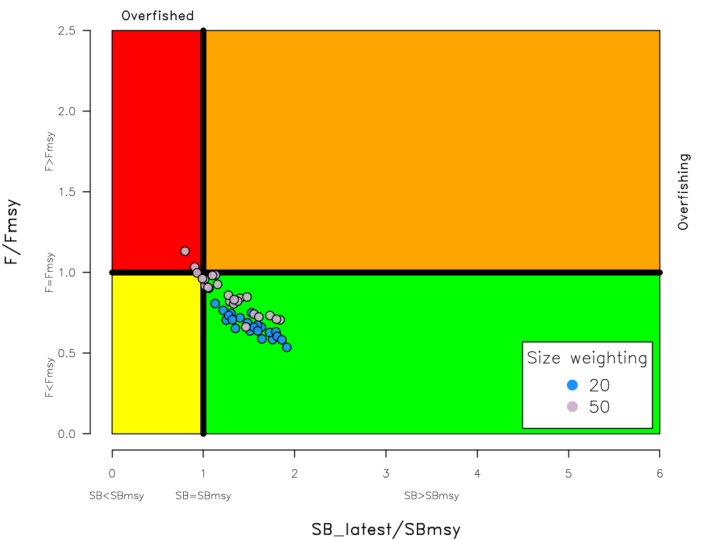 Overfished
2.5
2.0
1.5
1.0
0.5
0.0
F>Fmsy
F=Fmsy
F<Fmsy
F/Fmsy
Overfishing
Size weighting
20
50
0 1 2 3 4 5 6
SB<SBmsy SB=SBmsy SB>SBmsy
SB_latest/SBmsy